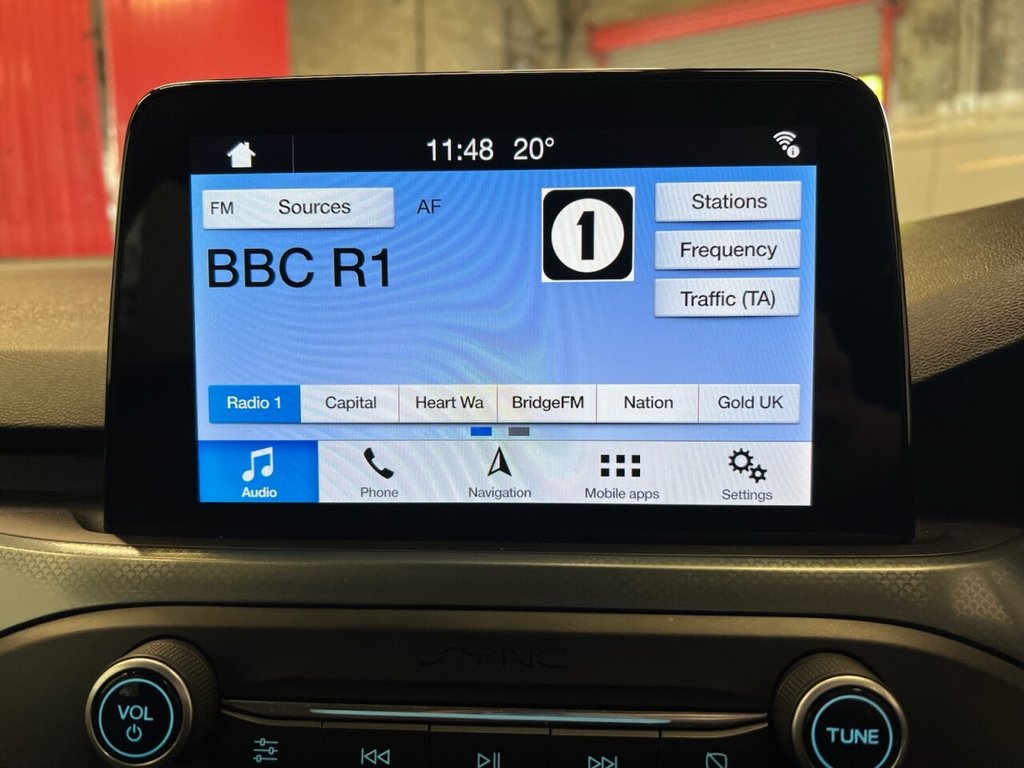 11:48 20°
FM Sources AF
1
Stations
BBC R1
Frequency
Traffic (TA)
Radio 1 Capital Heart Wa BridgeFM Nation Gold UK
Audio Phone Navigation Mobile apps Settings
SYNC
VOL
TUNE